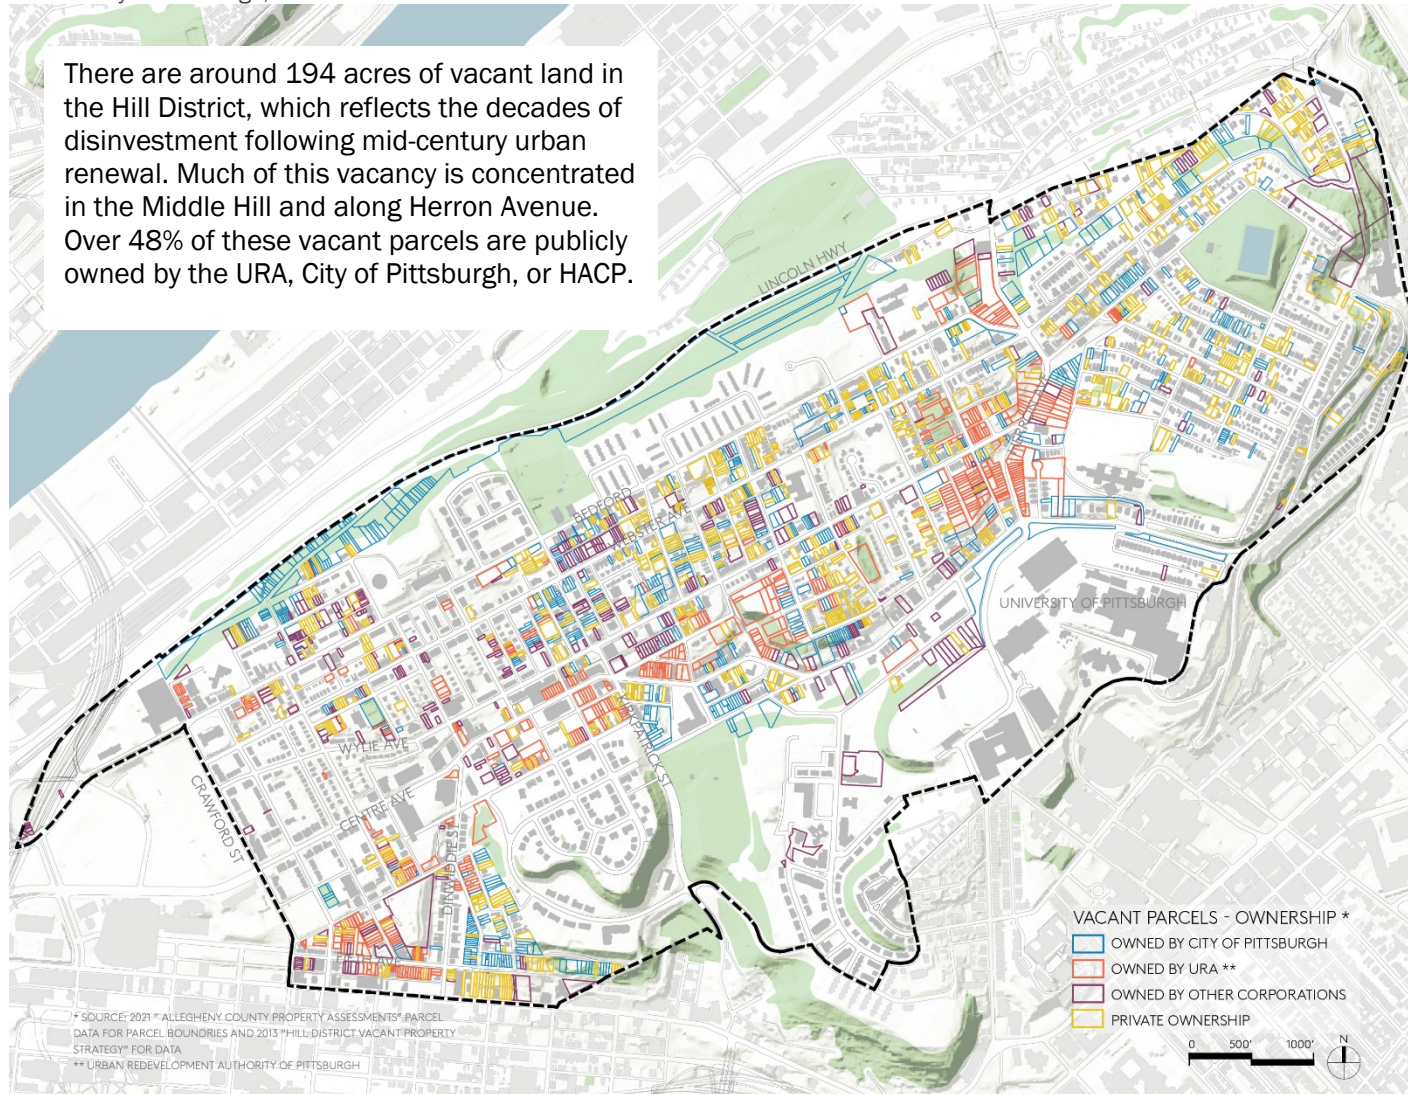 There are around 194 acres of vacant land in
the Hill District, which reflects the decades of
disinvestment following mid-century urban
renewal. Much of this vacancy is concentrated
in the Middle Hill and along Herron Avenue.
Over 48% of these vacant parcels are publicly
owned by the URA, City of Pittsburgh, or HACP.
LINCOLN HWY
BEDFORD
WEBSTER AVE
UNIVERSITY OF PITTSBURGH
WYLIE AVE
KIRKPATRICK ST
CRAWFORD ST
CENTRE AVE
DINWIDDIE ST
VACANT PARCELS - OWNERSHIP *
OWNED BY CITY OF PITTSBURGH
OWNED BY URA **
OWNED BY OTHER CORPORATIONS
PRIVATE OWNERSHIP
0 500' 1000' N
* SOURCE: 2021 " ALLEGHENY COUNTY PROPERTY ASSESSMENTS" PARCEL
DATA FOR PARCEL BOUNDRIES AND 2013 "HILL DISTRICT VACANT PROPERTY
STRATEGY" FOR DATA
** URBAN REDEVELOPMENT AUTHORITY OF PITTSBURGH